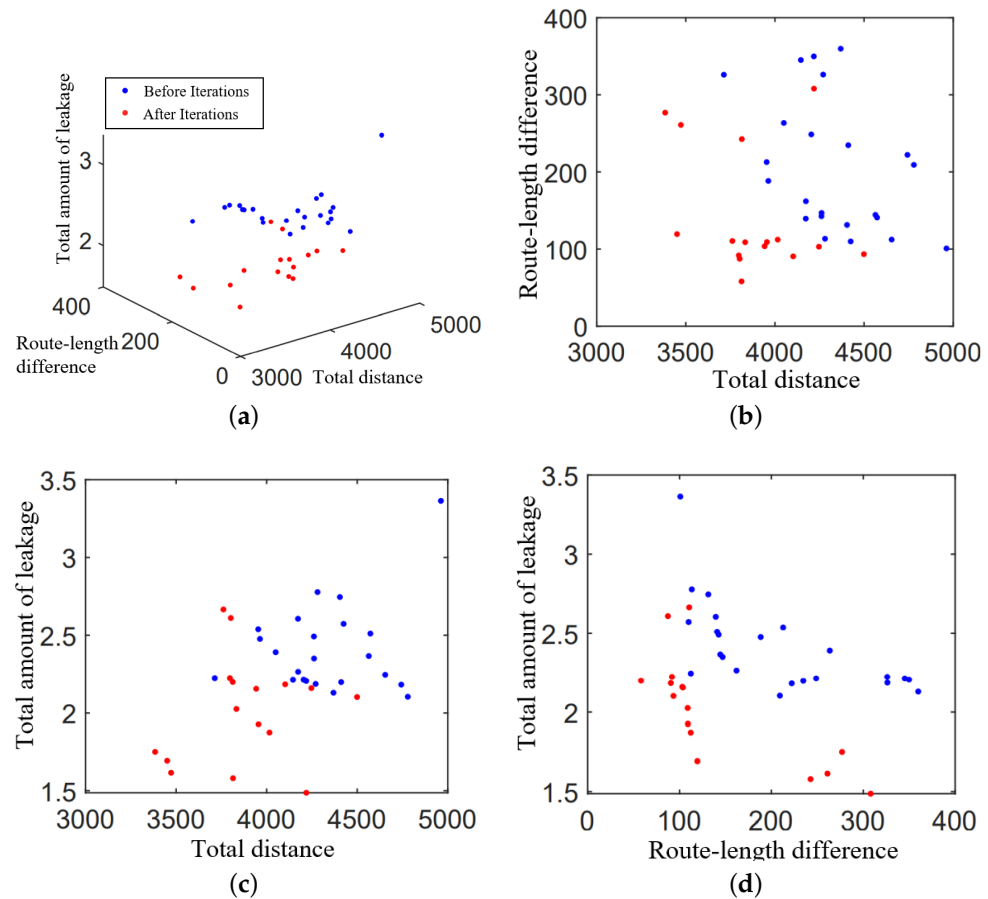 (a)
Before Iterations
After Iterations
Total amount of leakage
3
2
400
200
0
Route-length
difference
3000
4000
5000
Total distance
(b)
Route-length difference
400
300
200
100
0
3000
3500
4000
4500
5000
Total distance
(c)
Total amount of leakage
3.5
3
2.5
2
1.5
3000
3500
4000
4500
5000
Total distance
(d)
Total amount of leakage
3.5
3
2.5
2
1.5
0
100
200
300
400
Route-length difference